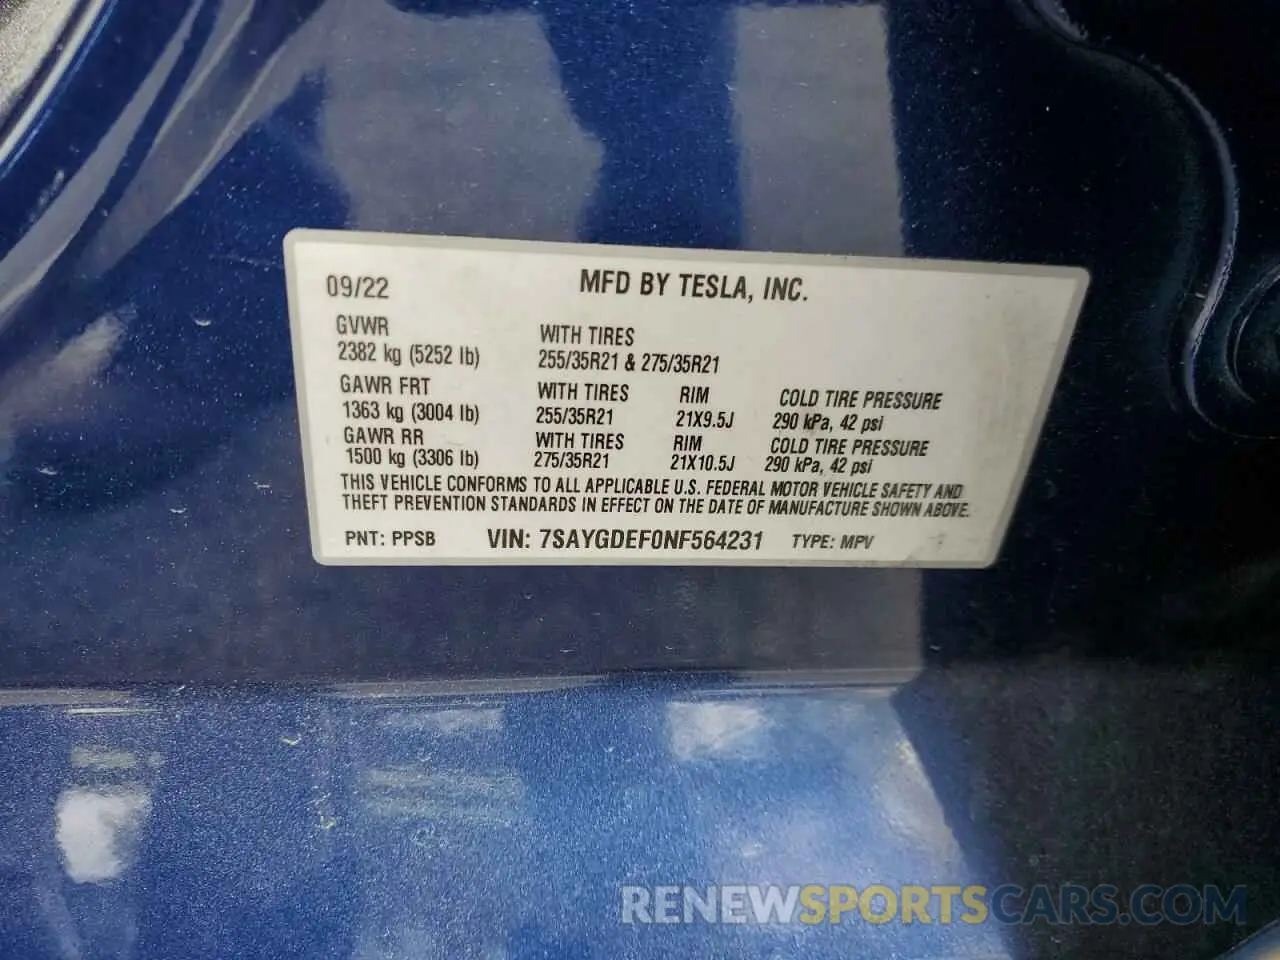 09/22 MFD BY TESLA, INC.
GVWR WITH TIRES
2382 kg (5252 lb) 255/35R21 & 275/35R21
GAWR FRT WITH TIRES RIM COLD TIRE PRESSURE
1363 kg (3004 lb) 255/35R21 21X9.5J 290 kPa, 42 psi
GAWR RR WITH TIRES RIM COLD TIRE PRESSURE
1500 kg (3306 lb) 275/35R21 21X10.5J 290 kPa, 42 psi
THIS VEHICLE CONFORMS TO ALL APPLICABLE U.S. FEDERAL MOTOR VEHICLE SAFETY AND
THEFT PREVENTION STANDARDS IN EFFECT ON THE DATE OF MANUFACTURE SHOWN ABOVE.
PNT: PPSB VIN: 7SAYGDEF0NF564231 TYPE: MPV
RENEWSPORTSCARS.COM